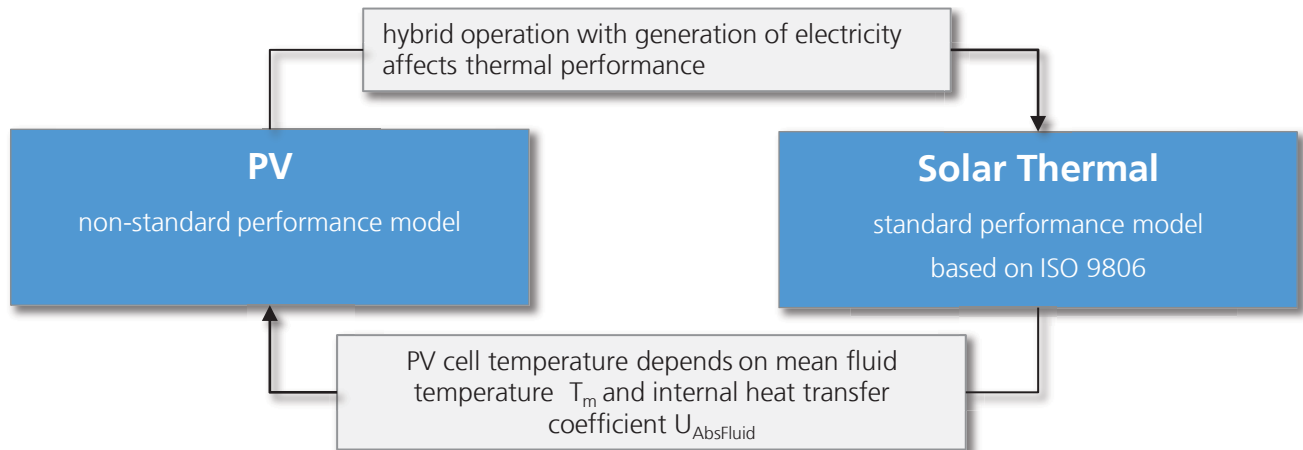 hybrid operation with generation of electricity
affects thermal performance
PV
non-standard performance model
Solar Thermal
standard performance model
based on ISO 9806
PV cell temperature depends on mean fluid
temperature Tm and internal heat transfer
coefficient UAbsFluid